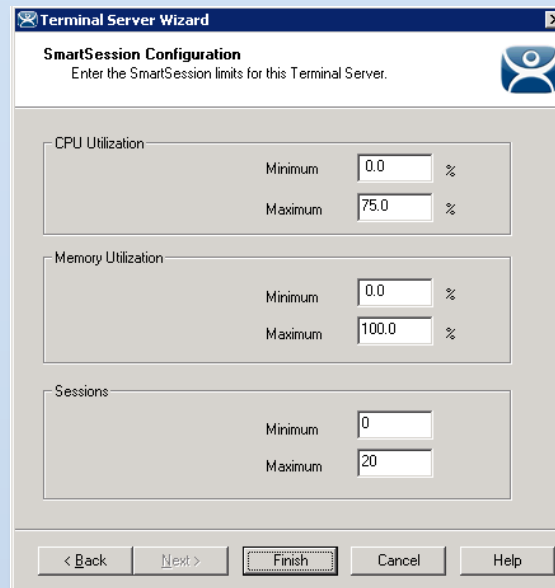 Terminal Server Wizard
SmartSession Configuration
Enter the SmartSession limits for this Terminal Server.
CPU Utilization
Minimum 0.0 %
Maximum 75.0 %
Memory Utilization
Minimum 0.0 %
Maximum 100.0 %
Sessions
Minimum 0
Maximum 20
< Back Next > Finish Cancel Help